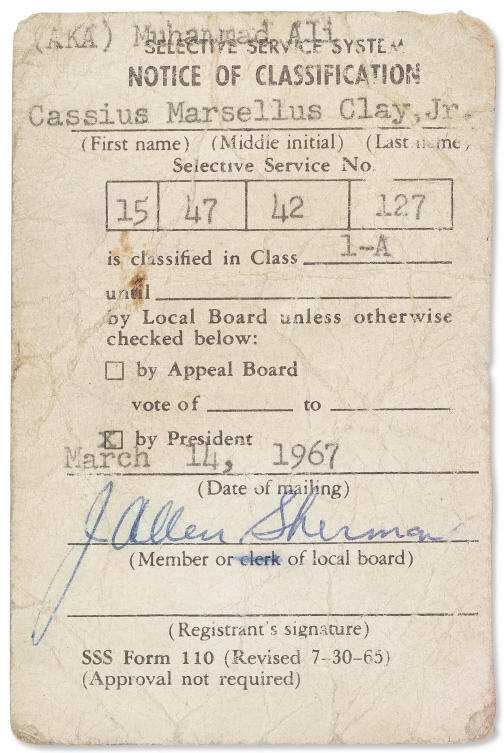 (AKA) Muhammad Ali
SELECTIVE SERVICE SYSTEM
NOTICE OF CLASSIFICATION
Cassius Marsellus Clay,Jr.
(First name) (Middle initial) (Last name)
Selective Service No.
15 47 42 127
is classified in Class 1-A
until
by Local Board unless otherwise
checked below:
☐ by Appeal Board
vote of ______ to ______
☒ by President
March 14, 1967
(Date of mailing)
J Allen Sherman
(Member or clerk of local board)
(Registrant's signature)
SSS Form 110 (Revised 7-30-65)
(Approval not required)